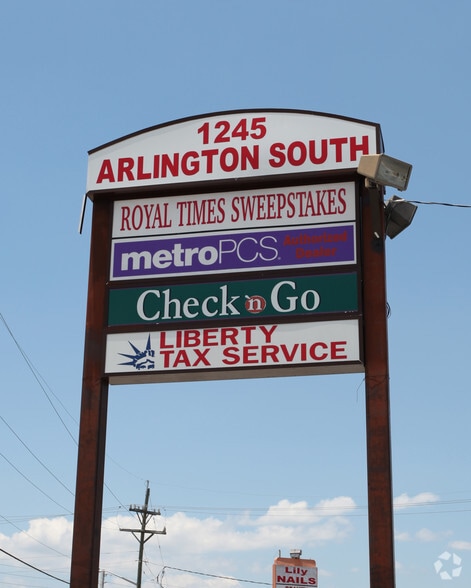 1245
ARLINGTON SOUTH
ROYAL TIMES SWEEPSTAKES
metroPCS. Authorized
Dealer
Check 'n Go
LIBERTY
TAX SERVICE
Lily
NAILS